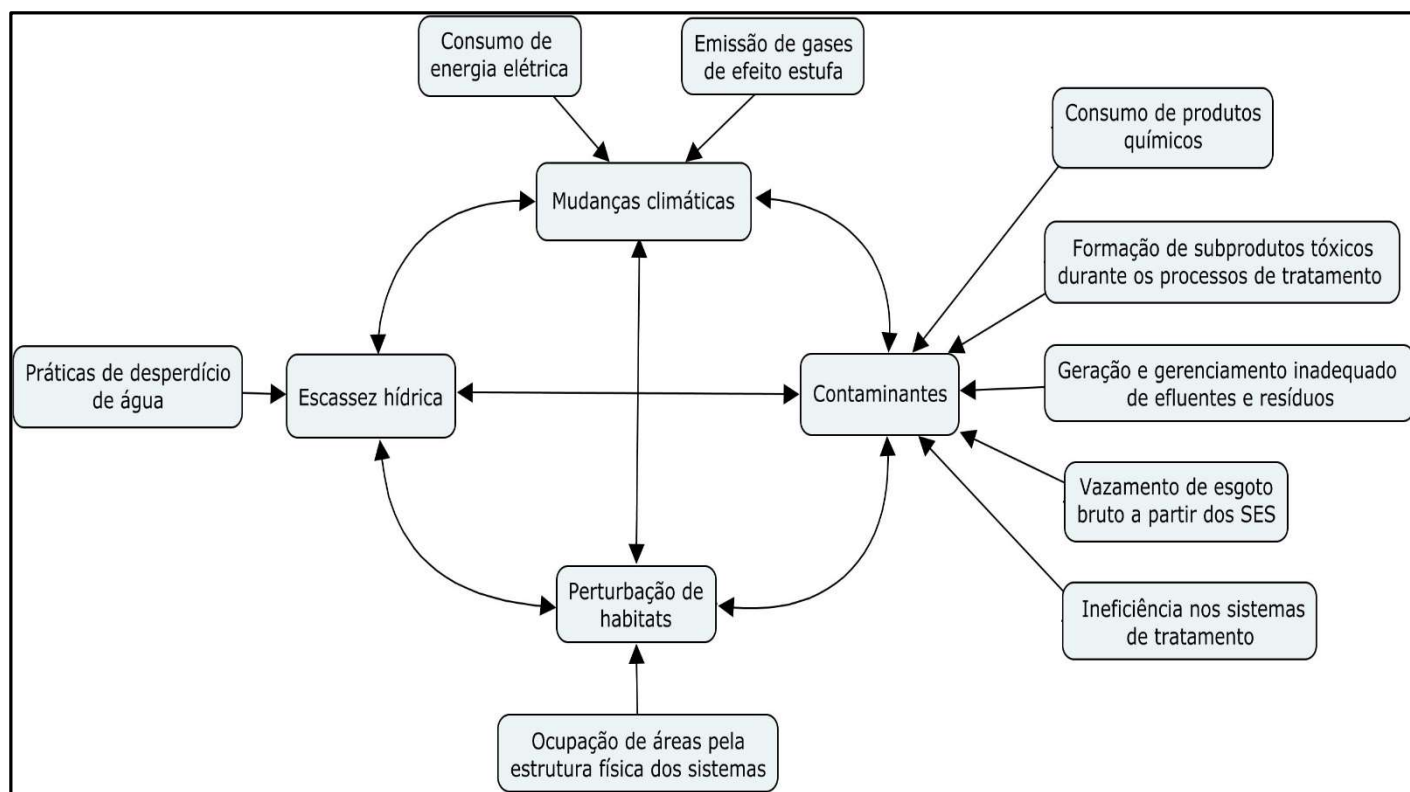 Consumo de
energia elétrica
Emissão de gases
de efeito estufa
Consumo de produtos
químicos
Mudanças climáticas
Formação de subprodutos tóxicos
durante os processos de tratamento
Práticas de desperdício
de água
Escassez hídrica
Contaminantes
Geração e gerenciamento inadequado
de efluentes e resíduos
Vazamento de esgoto
bruto a partir dos SES
Perturbação de
habitats
Ineficiência nos sistemas
de tratamento
Ocupação de áreas pela
estrutura física dos sistemas